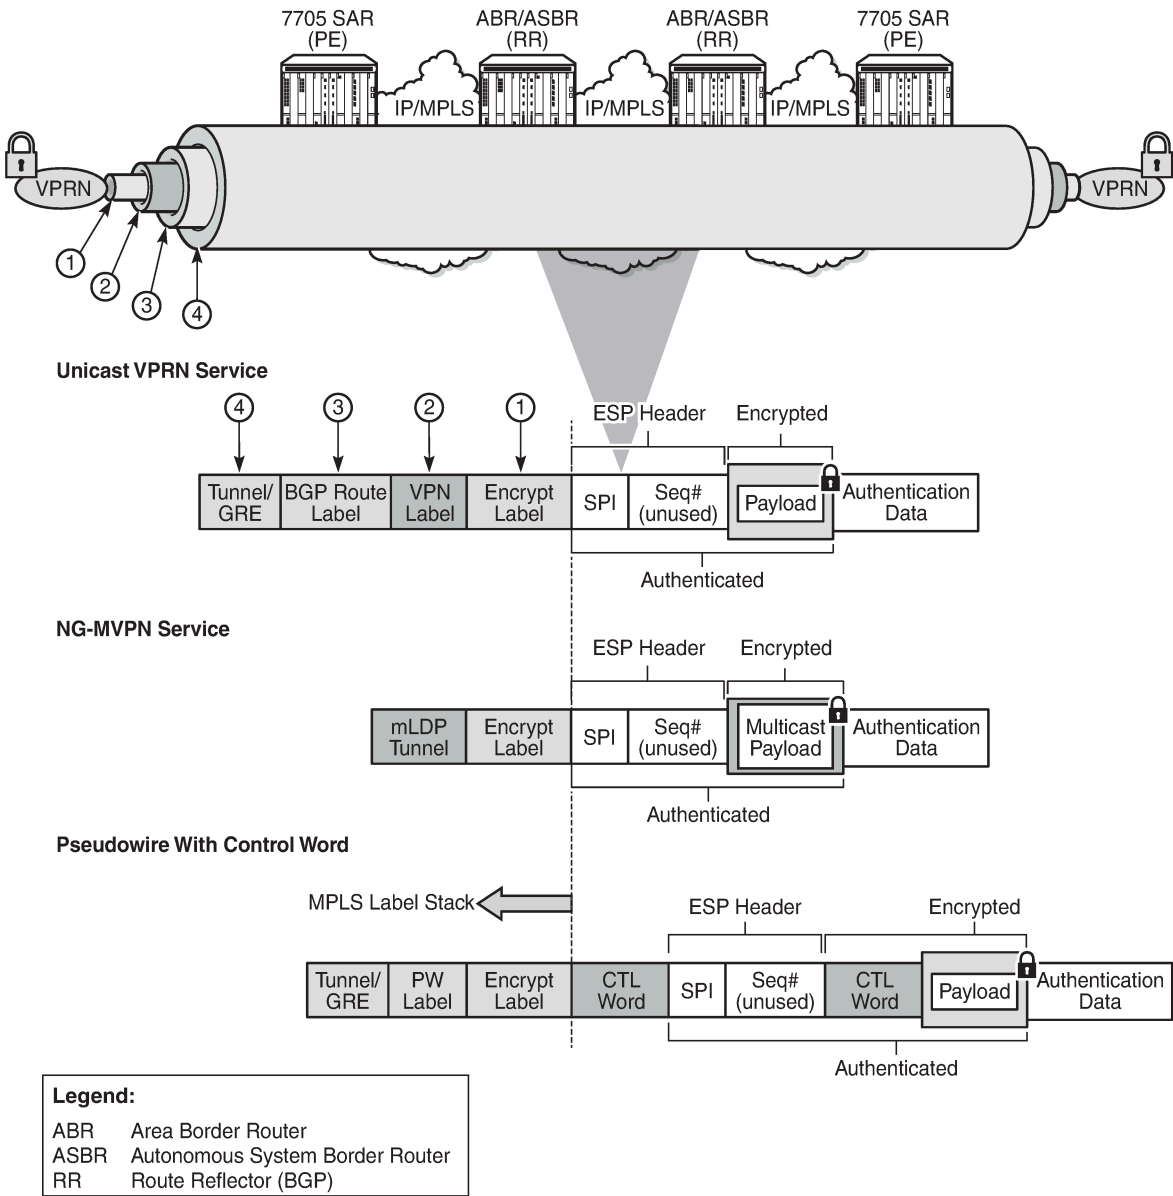 7705 SAR
(PE)
ABR/ASBR
(RR)
ABR/ASBR
(RR)
7705 SAR
(PE)
IP/MPLS
IP/MPLS
IP/MPLS
VPRN
VPRN
1
2
3
4
Unicast VPRN Service
4
3
2
1
ESP Header
Encrypted
Tunnel/
GRE
BGP Route
Label
VPN
Label
Encrypt
Label
SPI
Seq#
(unused)
Payload
Authentication
Data
Authenticated
NG-MVPN Service
ESP Header
Encrypted
mLDP
Tunnel
Encrypt
Label
SPI
Seq#
(unused)
Multicast
Payload
Authentication
Data
Authenticated
Pseudowire With Control Word
MPLS Label Stack
ESP Header
Encrypted
Tunnel/
GRE
PW
Label
Encrypt
Label
CTL
Word
SPI
Seq#
(unused)
CTL
Word
Payload
Authentication
Data
Authenticated
Legend:
ABR Area Border Router
ASBR Autonomous System Border Router
RR Route Reflector (BGP)